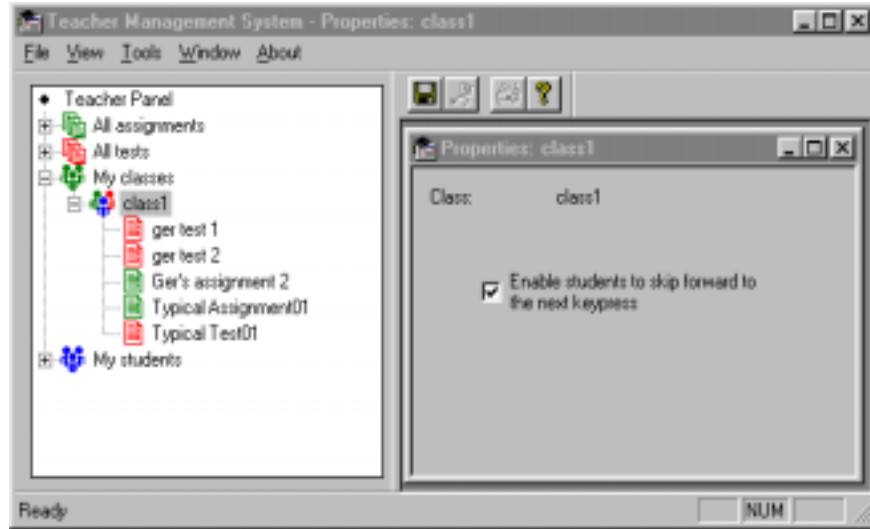 Teacher Management System - Properties: class1
File View Tools Window About
Teacher Panel
All assignments
All tests
My classes
class1
ger test 1
ger test 2
Ger's assignment 2
Typical Assignment01
Typical Test01
My students
Properties: class1
Class: class1
Enable students to skip forward to
the next keypress
Ready NUM